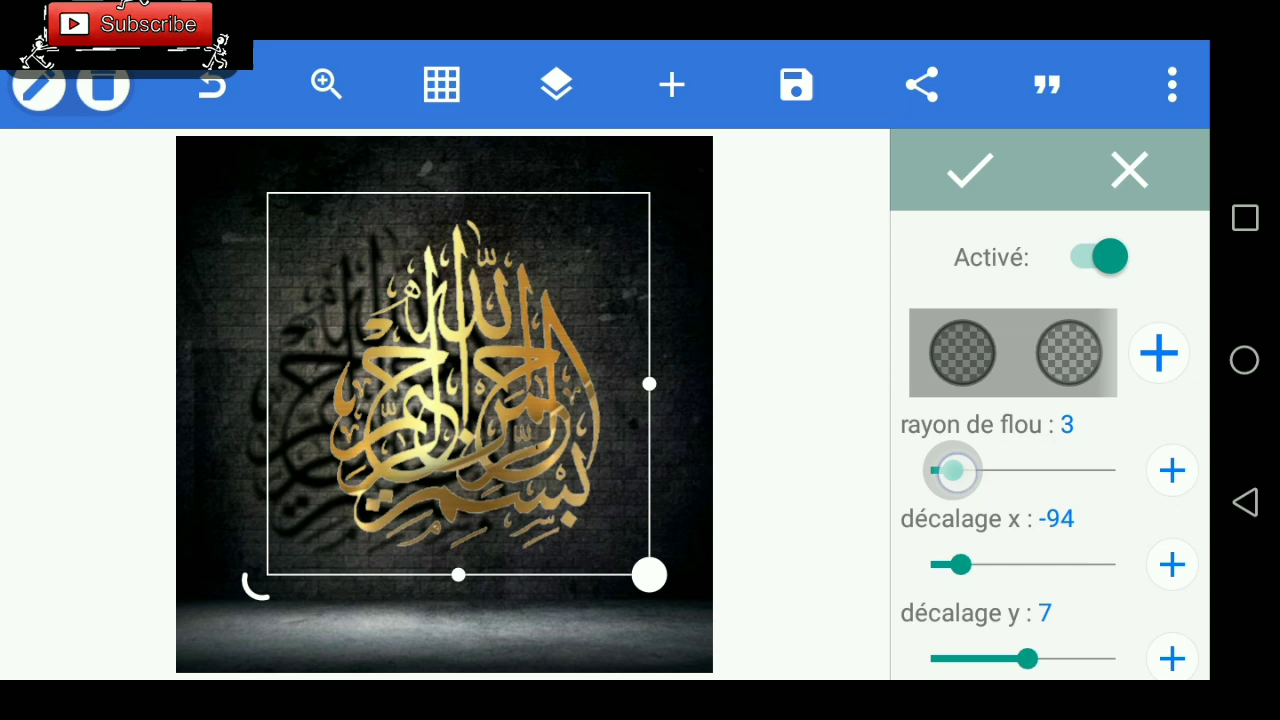 Subscribe
Activé:
rayon de flou : 3
décalage x : -94
décalage y : 7
بسم الله الرحمن الرحيم